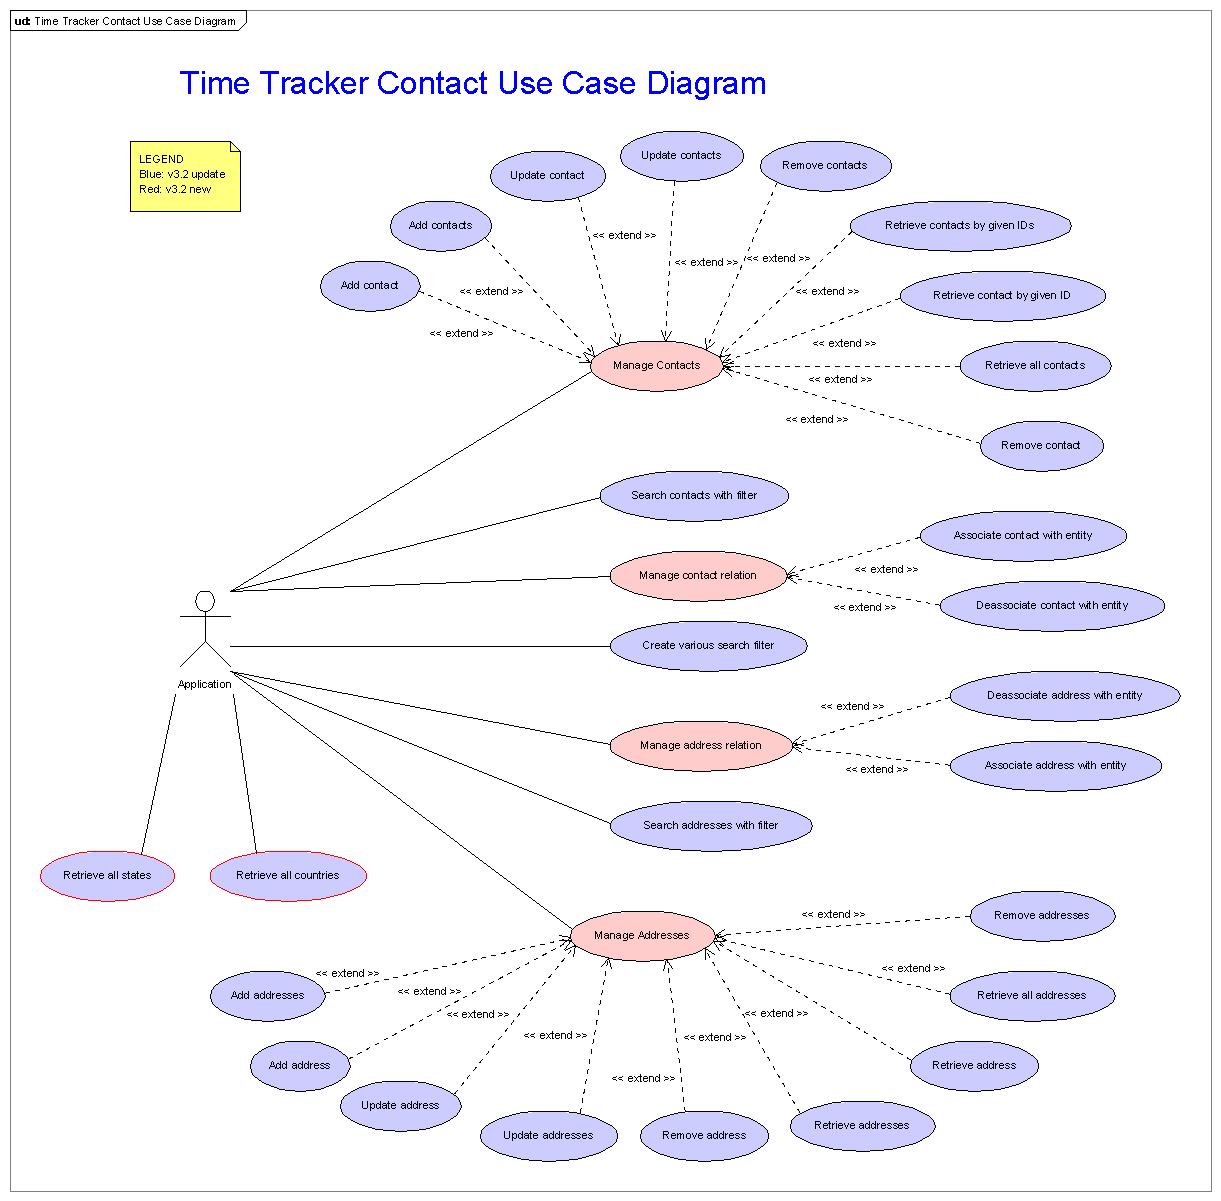 ud: Time Tracker Contact Use Case Diagram
Time Tracker Contact Use Case Diagram
LEGEND
Blue: v3.2 update
Red: v3.2 new
Update contacts
Remove contacts
Update contact
Add contacts
Retrieve contacts by given IDs
<< extend >>
<< extend >>
<< extend >>
Add contact
<< extend >>
<< extend >>
Retrieve contact by given ID
<< extend >>
<< extend >>
Manage Contacts
Retrieve all contacts
<< extend >>
<< extend >>
Remove contact
Search contacts with filter
Associate contact with entity
<< extend >>
Manage contact relation
<< extend >>
Deassociate contact with entity
Create various search filter
Application
Deassociate address with entity
<< extend >>
Manage address relation
<< extend >>
Associate address with entity
Search addresses with filter
Retrieve all states
Retrieve all countries
<< extend >>
Remove addresses
Manage Addresses
<< extend >>
<< extend >>
Add addresses
<< extend >>
Retrieve all addresses
<< extend >>
<< extend >>
<< extend >>
<< extend >>
Add address
Retrieve address
<< extend >>
Update address
Update addresses
Remove address
Retrieve addresses